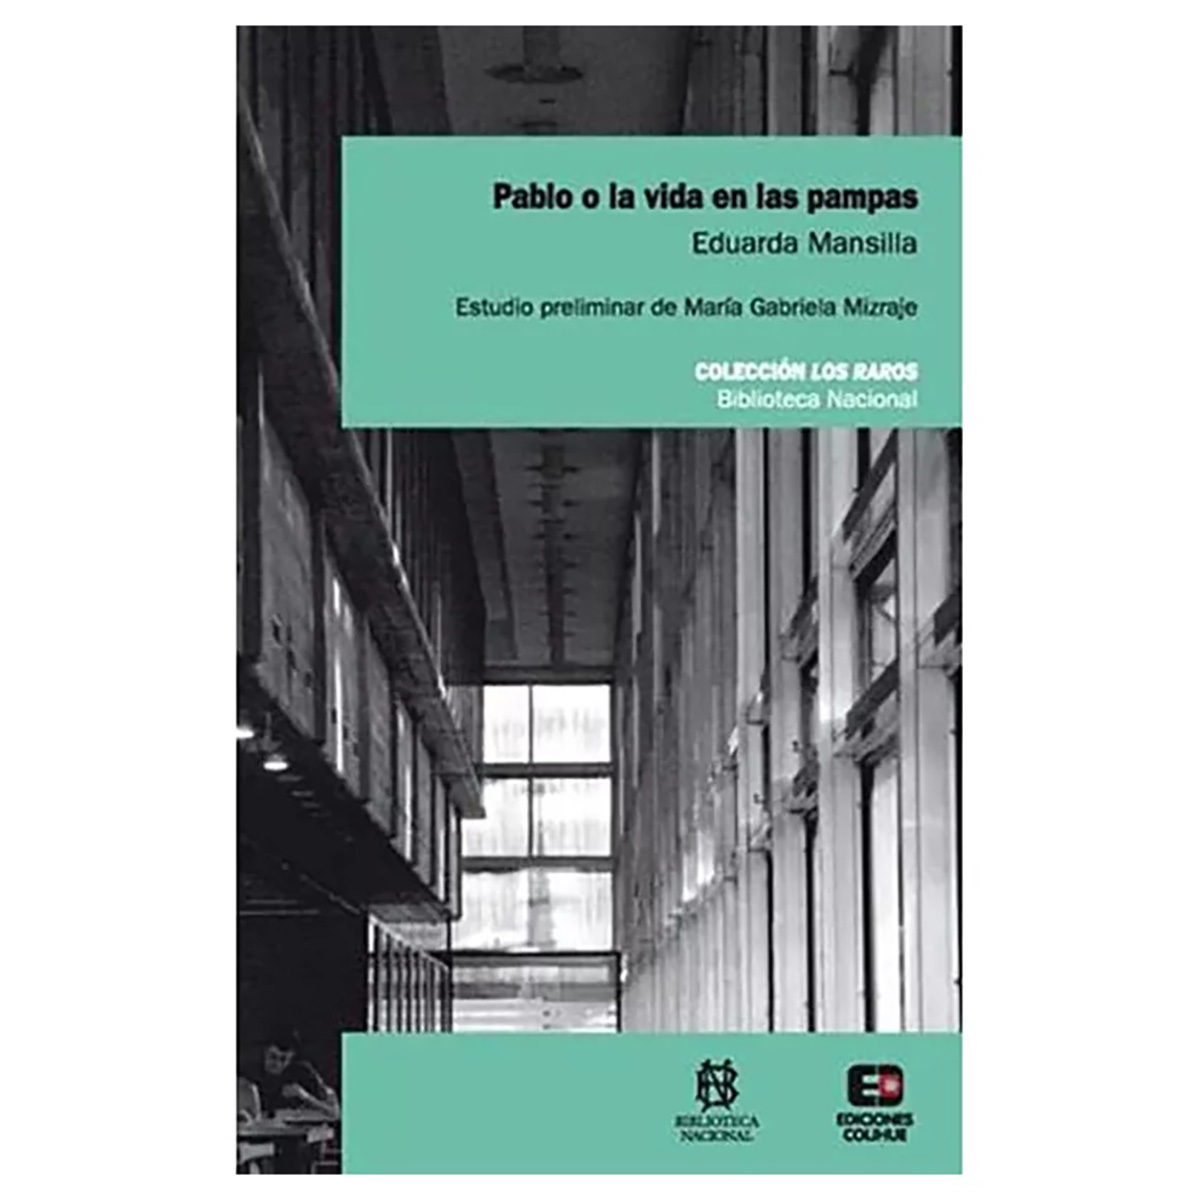 Pablo o la vida en las pampas
Eduarda Mansilla
Estudio preliminar de María Gabriela Mizraje
COLECCIÓN LOS RAROS
Biblioteca Nacional
BN
BIBLIOTECA
NACIONAL
EDICIONES
COLIHUE